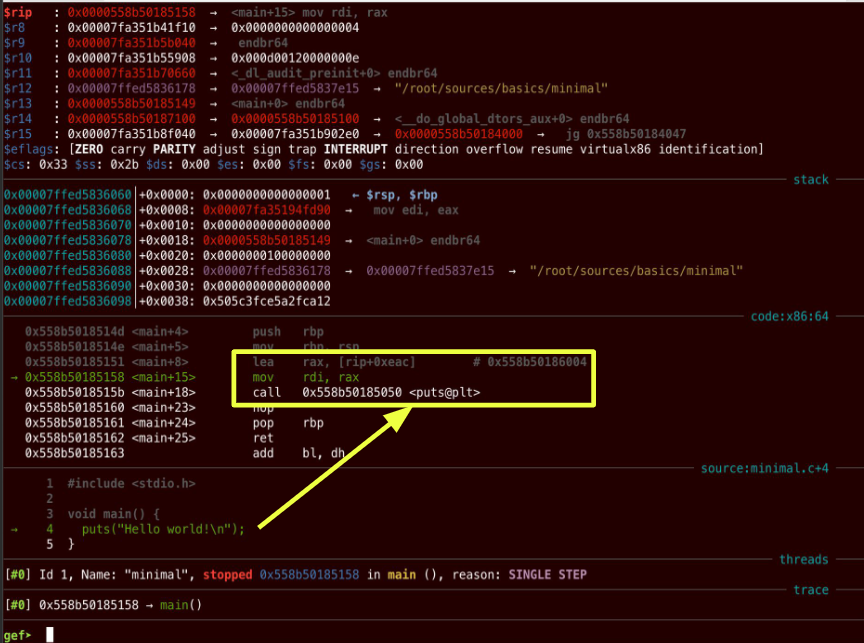 $rip   : 0x0000558b50185158  →  <main+15> mov rdi, rax
$r8    : 0x00007fa351b41f10  →  0x0000000000000004
$r9    : 0x00007fa351b5b040  →   endbr64
$r10   : 0x00007fa351b55908  →  0x000d00120000000e
$r11   : 0x00007fa351b70660  →  <_dl_audit_preinit+0> endbr64
$r12   : 0x00007ffed5836178  →  0x00007ffed5837e15  →  "/root/sources/basics/minimal"
$r13   : 0x0000558b50185149  →  <main+0> endbr64
$r14   : 0x0000558b50187100  →  0x0000558b50185100  →  <__do_global_dtors_aux+0> endbr64
$r15   : 0x00007fa351b8f040  →  0x00007fa351b902e0  →  0x0000558b50184000  →   jg 0x558b50184047
$eflags: [ZERO carry PARITY adjust sign trap INTERRUPT direction overflow resume virtualx86 identification]
$cs: 0x33 $ss: 0x2b $ds: 0x00 $es: 0x00 $fs: 0x00 $gs: 0x00
stack
0x00007ffed5836060│+0x0000: 0x0000000000000001   ← $rsp, $rbp
0x00007ffed5836068│+0x0008: 0x00007fa35194fd90  →   mov edi, eax
0x00007ffed5836070│+0x0010: 0x0000000000000000
0x00007ffed5836078│+0x0018: 0x0000558b50185149  →  <main+0> endbr64
0x00007ffed5836080│+0x0020: 0x0000000100000000
0x00007ffed5836088│+0x0028: 0x00007ffed5836178  →  0x00007ffed5837e15  →  "/root/sources/basics/minimal"
0x00007ffed5836090│+0x0030: 0x0000000000000000
0x00007ffed5836098│+0x0038: 0x505c3fce5a2fca12
code:x86:64
0x558b5018514d <main+4>         push   rbp
0x558b5018514e <main+5>         mov    rbp, rsp
0x558b50185151 <main+8>         lea    rax, [rip+0xeac]        # 0x558b50186004
→ 0x558b50185158 <main+15>        mov    rdi, rax
0x558b5018515b <main+18>        call   0x558b50185050 <puts@plt>
0x558b50185160 <main+23>        nop
0x558b50185161 <main+24>        pop    rbp
0x558b50185162 <main+25>        ret
0x558b50185163                  add    bl, dh
source:minimal.c+4
1  #include <stdio.h>
2
3  void main() {
→    4    puts("Hello world!\n");
5  }
threads
[#0] Id 1, Name: "minimal", stopped 0x558b50185158 in main (), reason: SINGLE STEP
trace
[#0] 0x558b50185158 → main()
gef➤